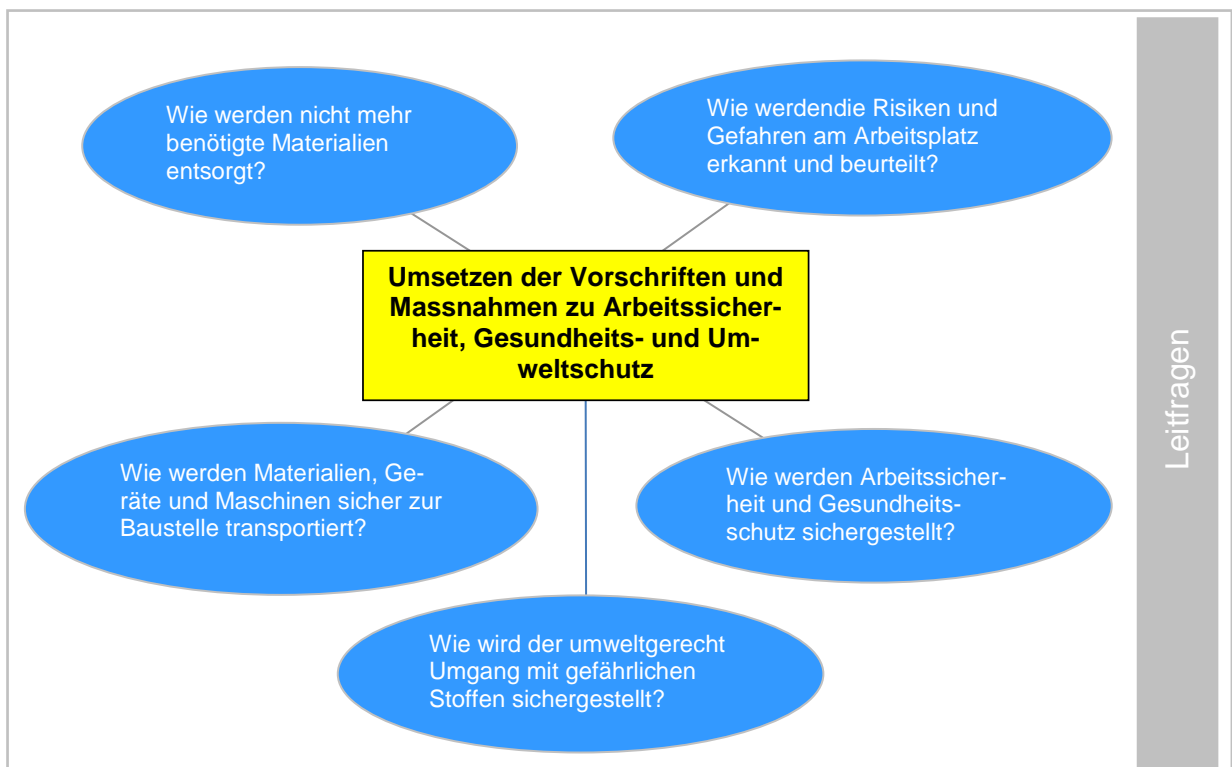 Wie werden nicht mehr
benötigte Materialien
entsorgt?
Wie werdendie Risiken und
Gefahren am Arbeitsplatz
erkannt und beurteilt?
Umsetzen der Vorschriften und
Massnahmen zu Arbeitssicher-
heit, Gesundheits- und Um-
weltschutz
Wie werden Materialien, Ge-
räte und Maschinen sicher zur
Baustelle transportiert?
Wie werden Arbeitssicher-
heit und Gesundheits-
schutz sichergestellt?
Wie wird der umweltgerecht
Umgang mit gefährlichen
Stoffen sichergestellt?
Leitfragen